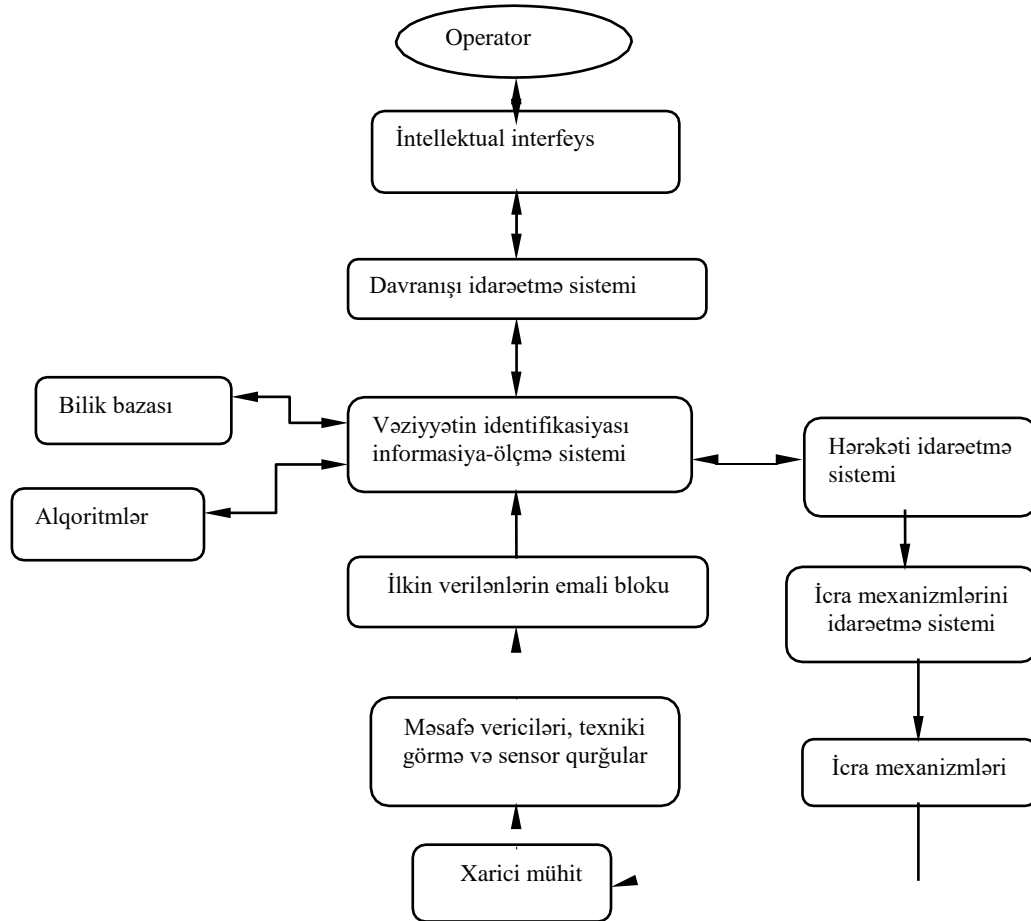 Operator
İntellektual interfeys
Davranışı idarəetmə sistemi
Bilik bazası
Vəziyyətin identifikasiyası
informasiya-ölçmə sistemi
Hərəkəti idarəetmə
sistemi
Alqoritmlər
İlkin verilənlərin emali bloku
İcra mexanizmlərini
idarəetmə sistemi
Məsafə vericiləri, texniki
görmə və sensor qurğular
İcra mexanizmləri
Xarici mühit